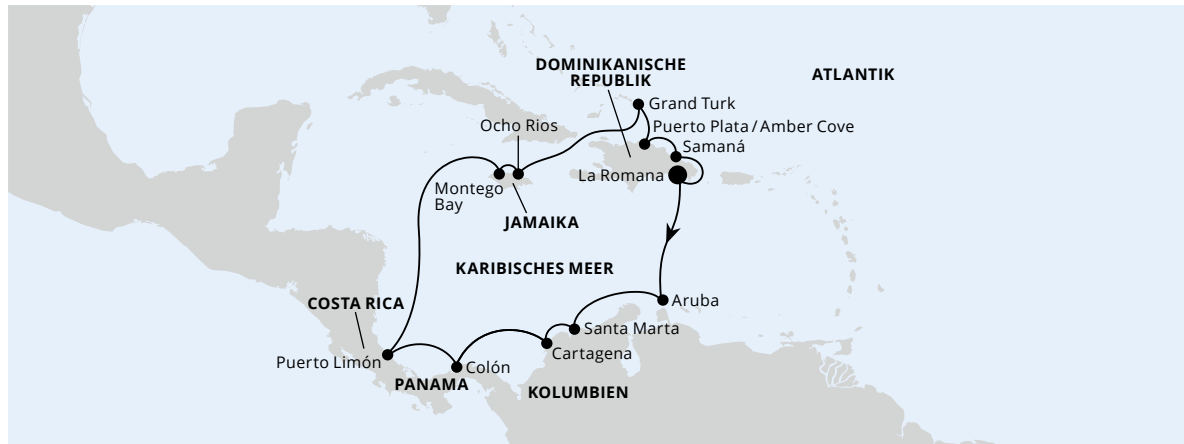 DOMINIKANISCHE
REPUBLIK
ATLANTIK
Grand Turk
Ocho Rios
Puerto Plata / Amber Cove
Samaná
La Romana
Montego
Bay
JAMAIKA
KARIBISCHES MEER
COSTA RICA
Aruba
Santa Marta
Cartagena
Puerto Limón
Colón
PANAMA
KOLUMBIEN